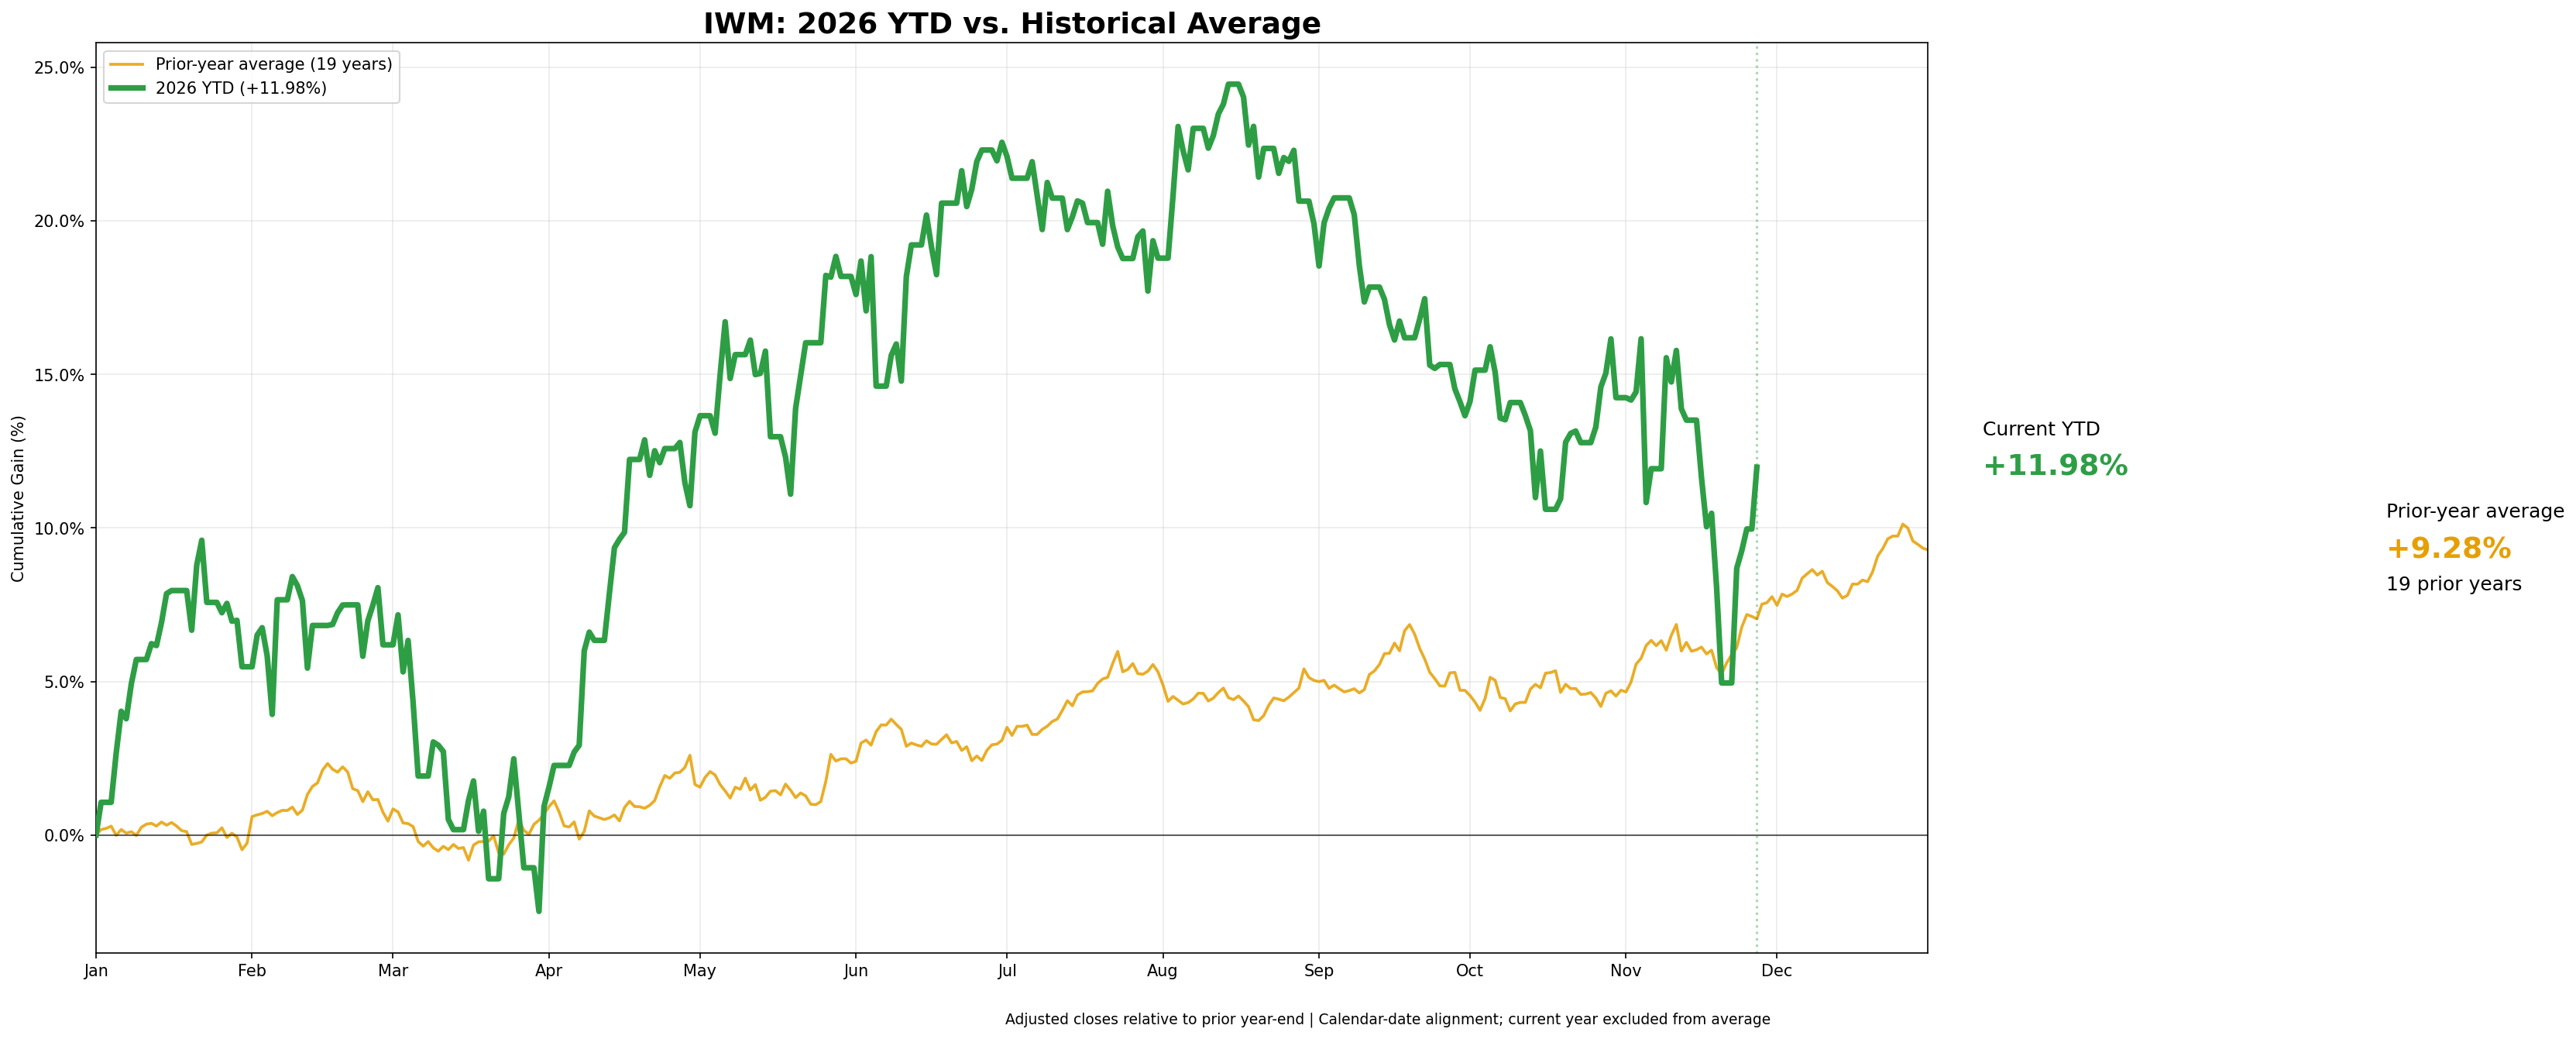 IWM: 2026 YTD vs. Historical Average
Prior-year average (19 years)
2026 YTD (+11.98%)
Cumulative Gain (%)
25.0%
20.0%
15.0%
10.0%
5.0%
0.0%
Jan
Feb
Mar
Apr
May
Jun
Jul
Aug
Sep
Oct
Nov
Dec
Current YTD
+11.98%
Prior-year average
+9.28%
19 prior years
Adjusted closes relative to prior year-end | Calendar-date alignment; current year excluded from average